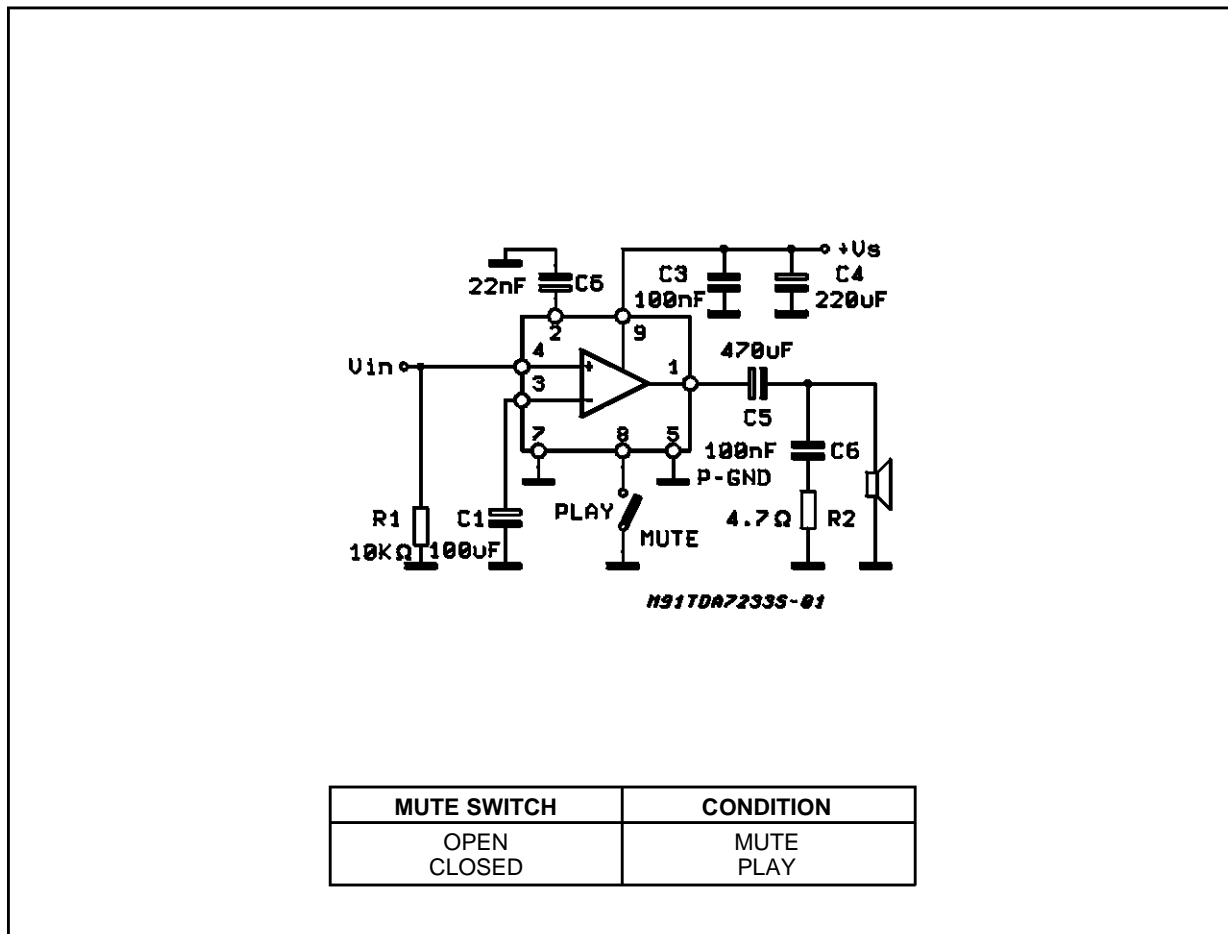 +Vs
22nF
C6
C3
100nF
C4
220uF
2
9
470uF
4
Vin
1
3
C5
7
8
5
100nF
C6
P-GND
PLAY
MUTE
4.7Ω
R2
R1
C1
10KΩ
100uF
M91TDA7233S-01
MUTE SWITCH CONDITION
OPEN MUTE
CLOSED PLAY